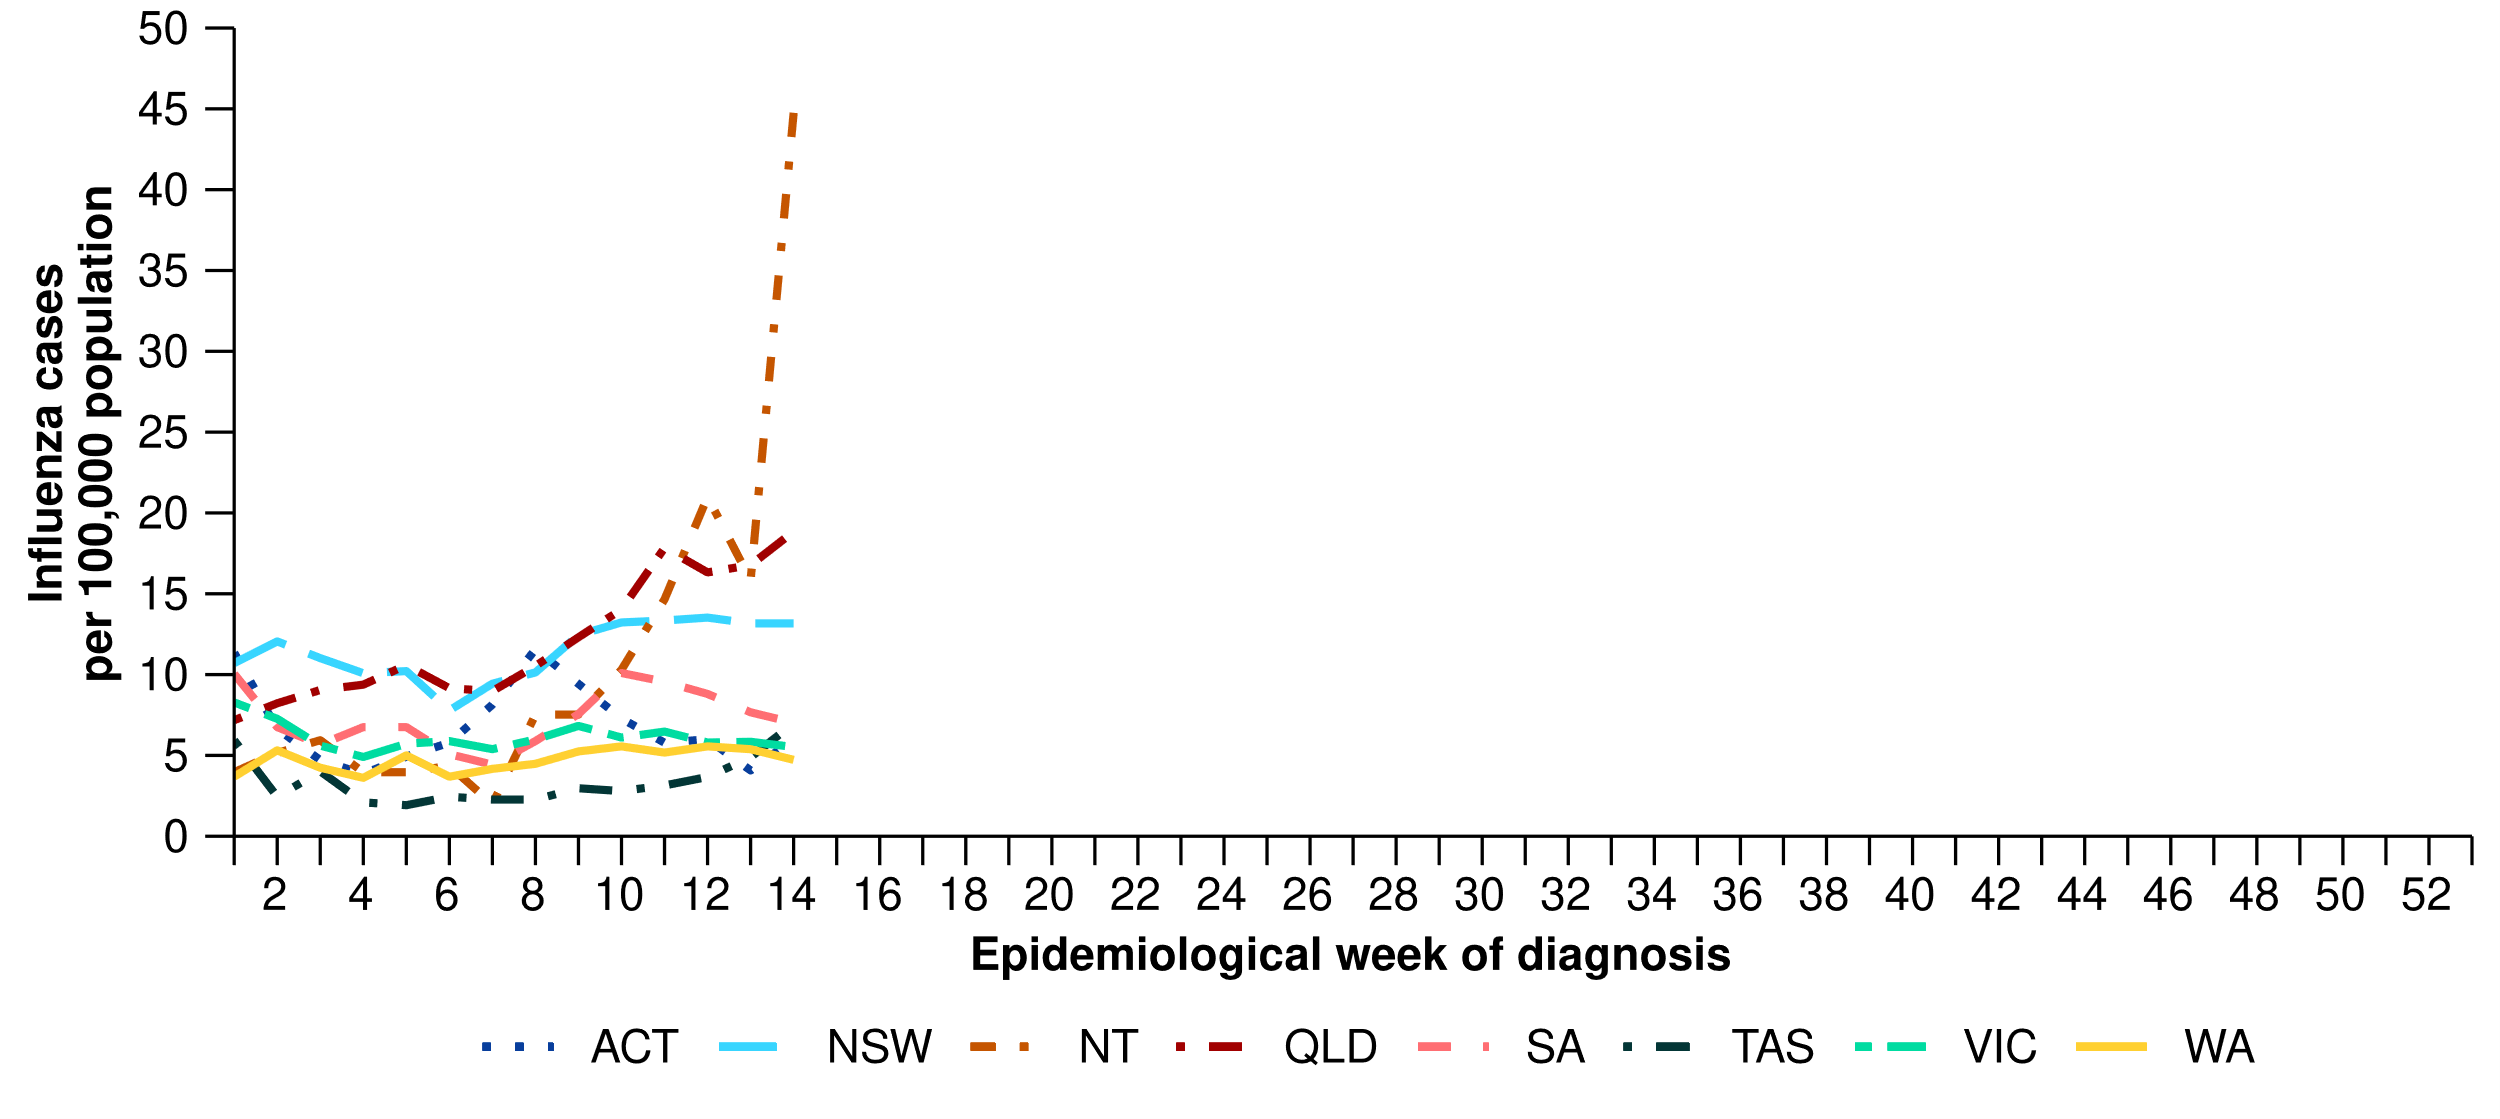 Influenza cases
per 100,000 population
50
45
40
35
30
25
20
15
10
5
0
2 4 6 8 10 12 14 16 18 20 22 24 26 28 30 32 34 36 38 40 42 44 46 48 50 52
Epidemiological week of diagnosis
ACT NSW NT QLD SA TAS VIC WA